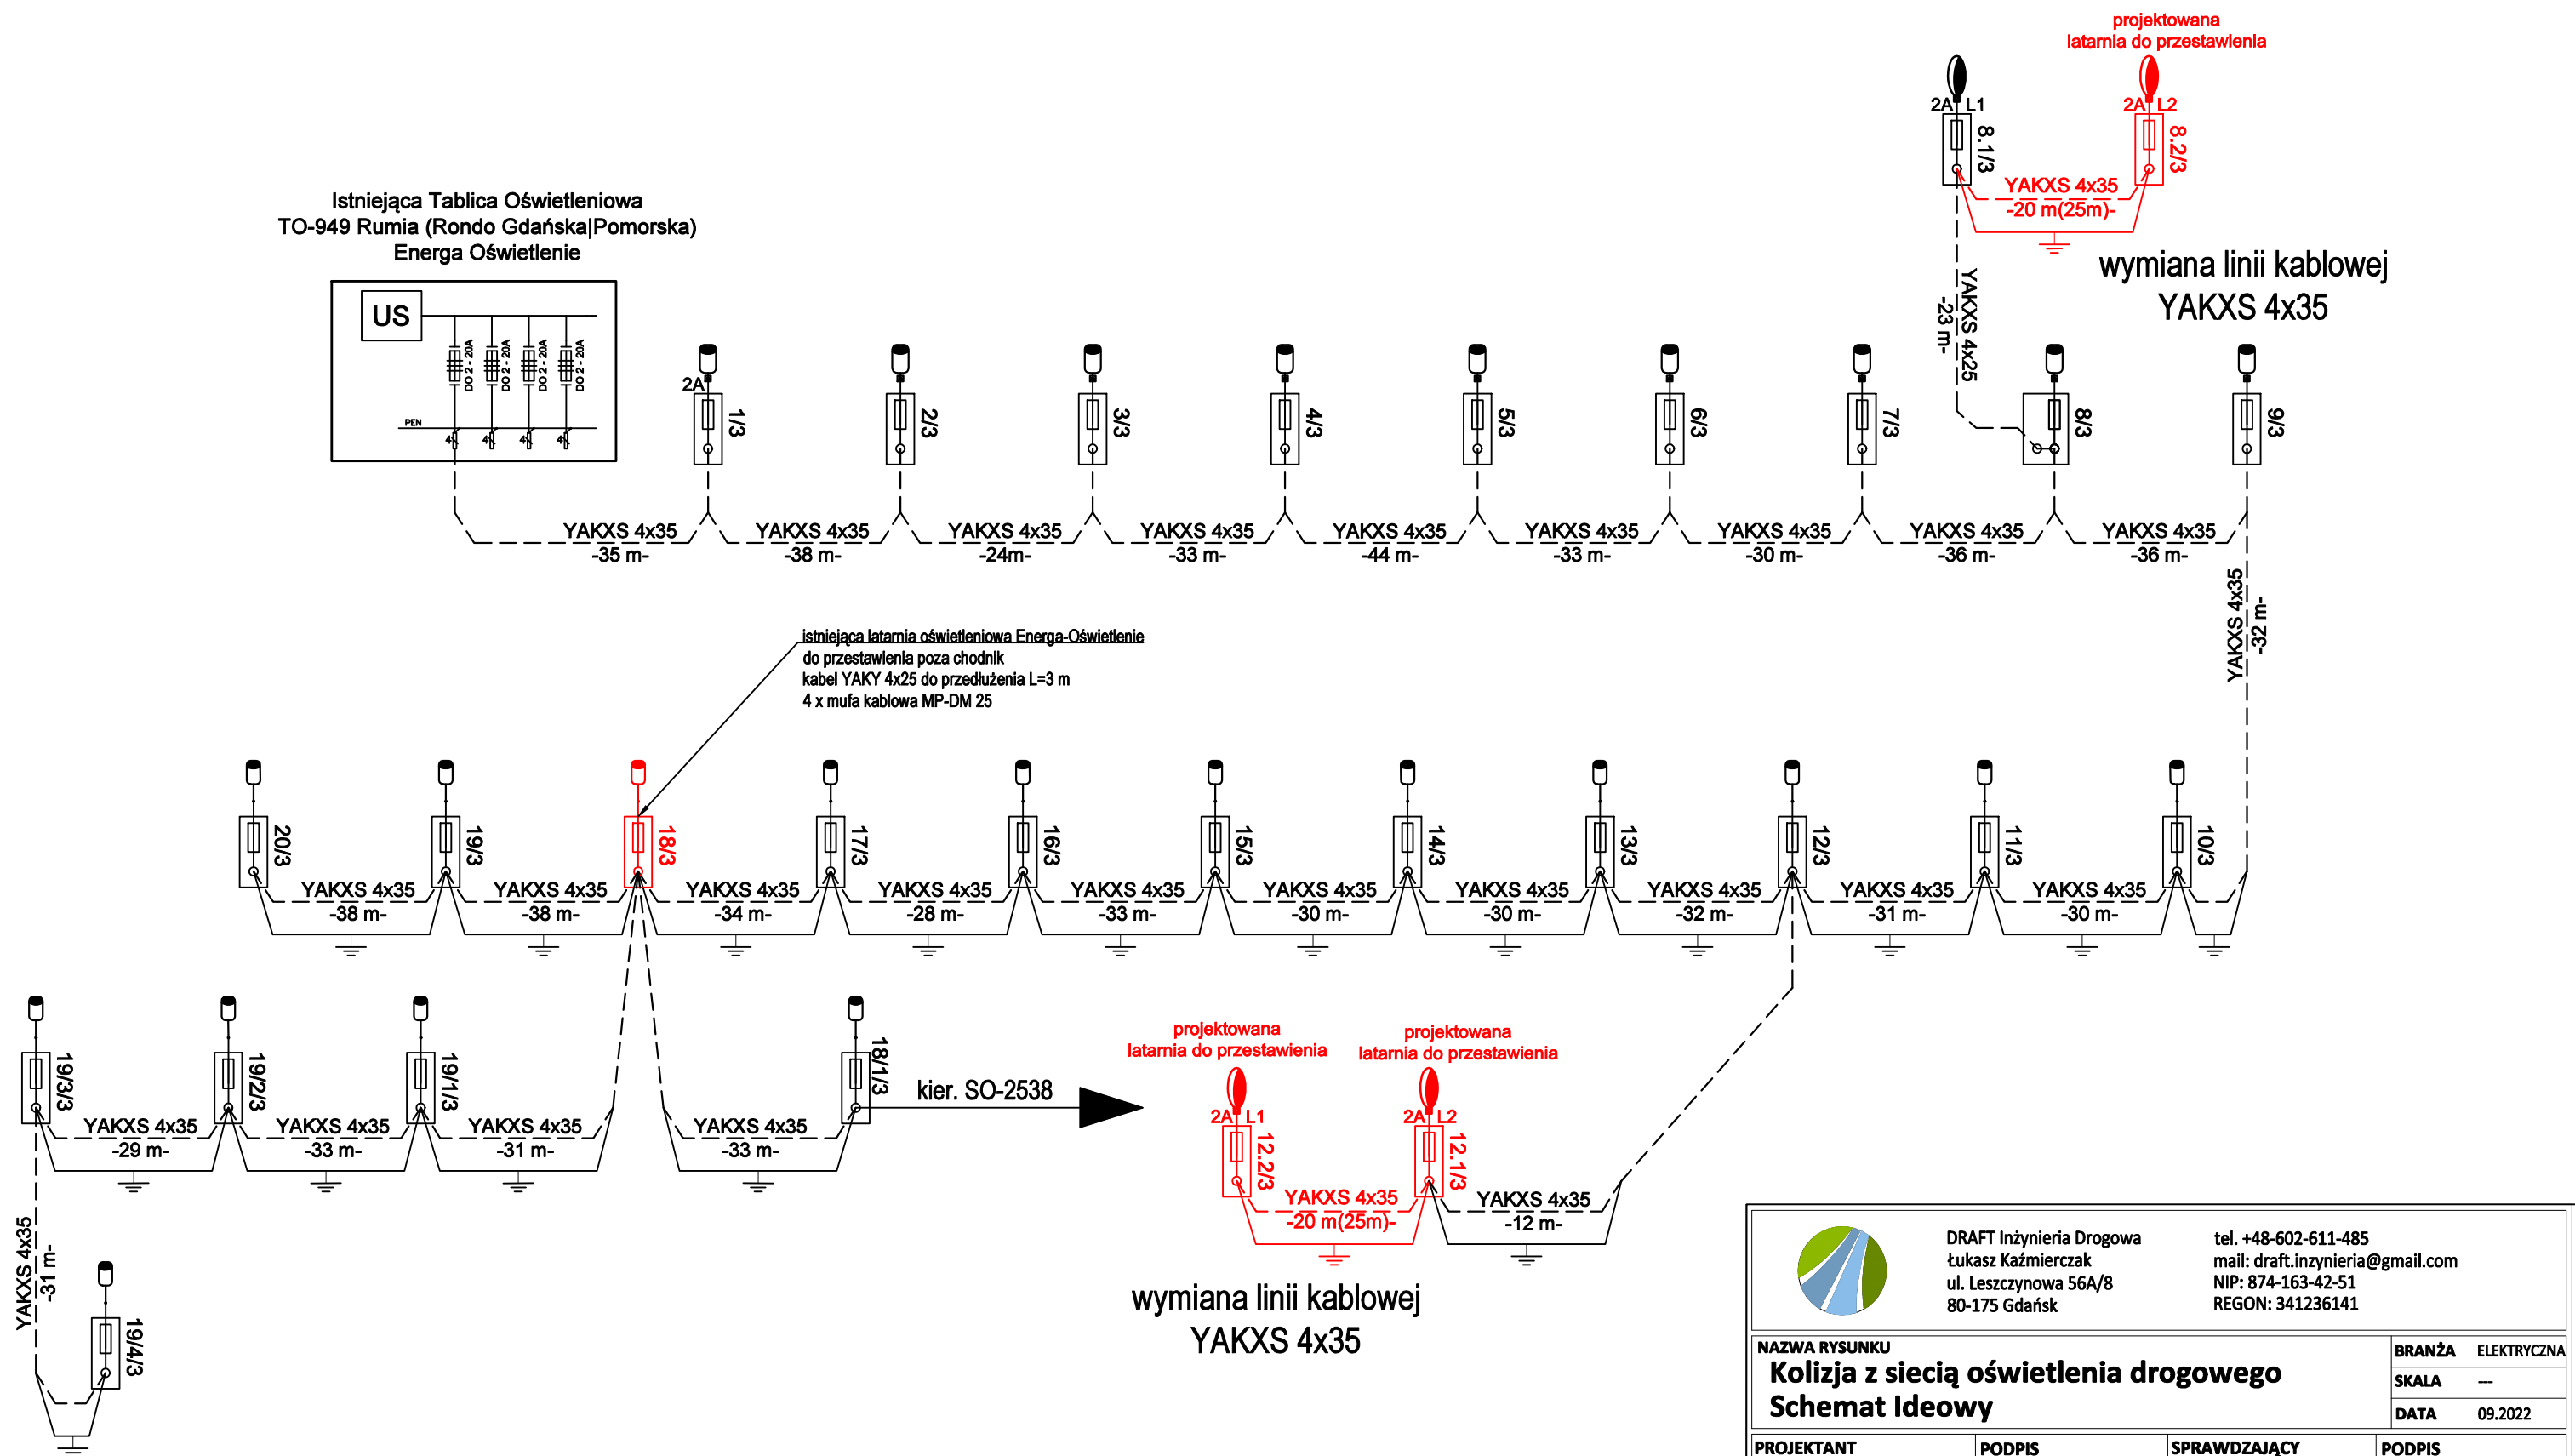 projektowana
latarnia do przestawienia
2A L1
8.1/3
2A L2
8.2/3
YAKXS 4x35
-20 m(25m)-
wymiana linii kablowej
YAKXS 4x35
YAKXS 4x25
-23 m-
Istniejąca Tablica Oświetleniowa
TO-949 Rumia (Rondo Gdańska|Pomorska)
Energa Oświetlenie
US
DO 2 - 20A
DO 2 - 20A
DO 2 - 20A
DO 2 - 20A
PEN
4
4
4
4
2A
1/3
2/3
3/3
4/3
5/3
6/3
7/3
8/3
9/3
YAKXS 4x35
-35 m-
YAKXS 4x35
-38 m-
YAKXS 4x35
-24m-
YAKXS 4x35
-33 m-
YAKXS 4x35
-44 m-
YAKXS 4x35
-33 m-
YAKXS 4x35
-30 m-
YAKXS 4x35
-36 m-
YAKXS 4x35
-36 m-
YAKXS 4x35
-32 m-
istniejąca latarnia oświetleniowa Energa-Oświetlenie
do przestawienia poza chodnik
kabel YAKY 4x25 do przedłużenia L=3 m
4 x mufa kablowa MP-DM 25
20/3
19/3
18/3
17/3
16/3
15/3
14/3
13/3
12/3
11/3
10/3
YAKXS 4x35
-38 m-
YAKXS 4x35
-38 m-
YAKXS 4x35
-34 m-
YAKXS 4x35
-28 m-
YAKXS 4x35
-33 m-
YAKXS 4x35
-30 m-
YAKXS 4x35
-30 m-
YAKXS 4x35
-32 m-
YAKXS 4x35
-31 m-
YAKXS 4x35
-30 m-
19/3/3
19/2/3
19/1/3
18/1/3
YAKXS 4x35
-29 m-
YAKXS 4x35
-33 m-
YAKXS 4x35
-31 m-
YAKXS 4x35
-33 m-
kier. SO-2538
projektowana
latarnia do przestawienia
projektowana
latarnia do przestawienia
2A L1
12.2/3
2A L2
12.1/3
YAKXS 4x35
-20 m(25m)-
YAKXS 4x35
-12 m-
wymiana linii kablowej
YAKXS 4x35
YAKXS 4x35
-31 m-
19/4/3
DRAFT Inżynieria Drogowa
Łukasz Kaźmierczak
ul. Leszczynowa 56A/8
80-175 Gdańsk
tel. +48-602-611-485
mail: draft.inzynieria@gmail.com
NIP: 874-163-42-51
REGON: 341236141
NAZWA RYSUNKU
Kolizja z siecią oświetlenia drogowego
Schemat Ideowy
BRANŻA ELEKTRYCZNA
SKALA ---
DATA 09.2022
PROJEKTANT
PODPIS
SPRAWDZAJĄCY
PODPIS